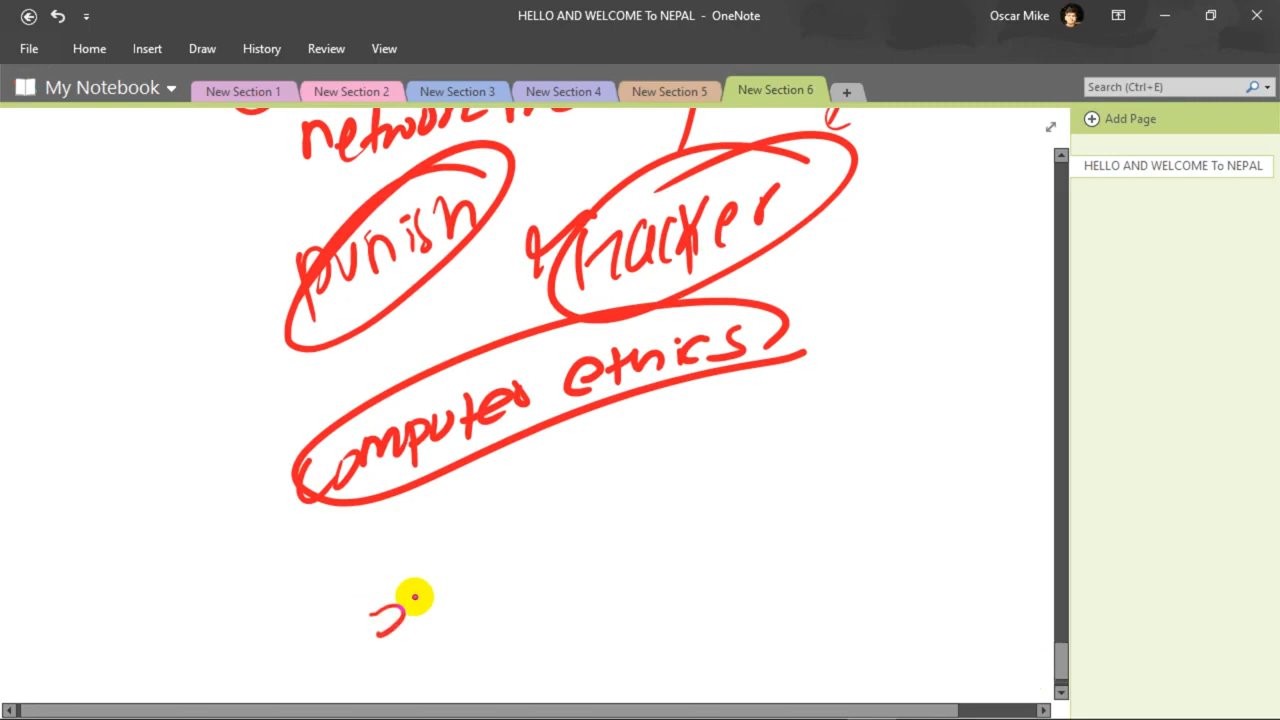 HELLO AND WELCOME To NEPAL - OneNote
Oscar Mike
File Home Insert Draw History Review View
My Notebook
New Section 1 New Section 2 New Section 3 New Section 4 New Section 5 New Section 6
Search (Ctrl+E)
Add Page
HELLO AND WELCOME To NEPAL
network
punish hacker
computer ethics